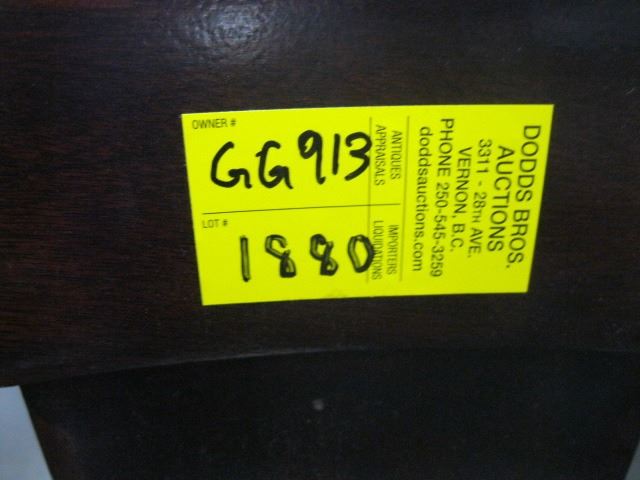 OWNER #
GG913
LOT #
1880
ANTIQUES
APPRAISALS
IMPORTERS
LIQUIDATIONS
DODDS BROS.
AUCTIONS
3311 - 28TH AVE.
VERNON, B.C.
PHONE 250-545-3259
doddsauctions.com